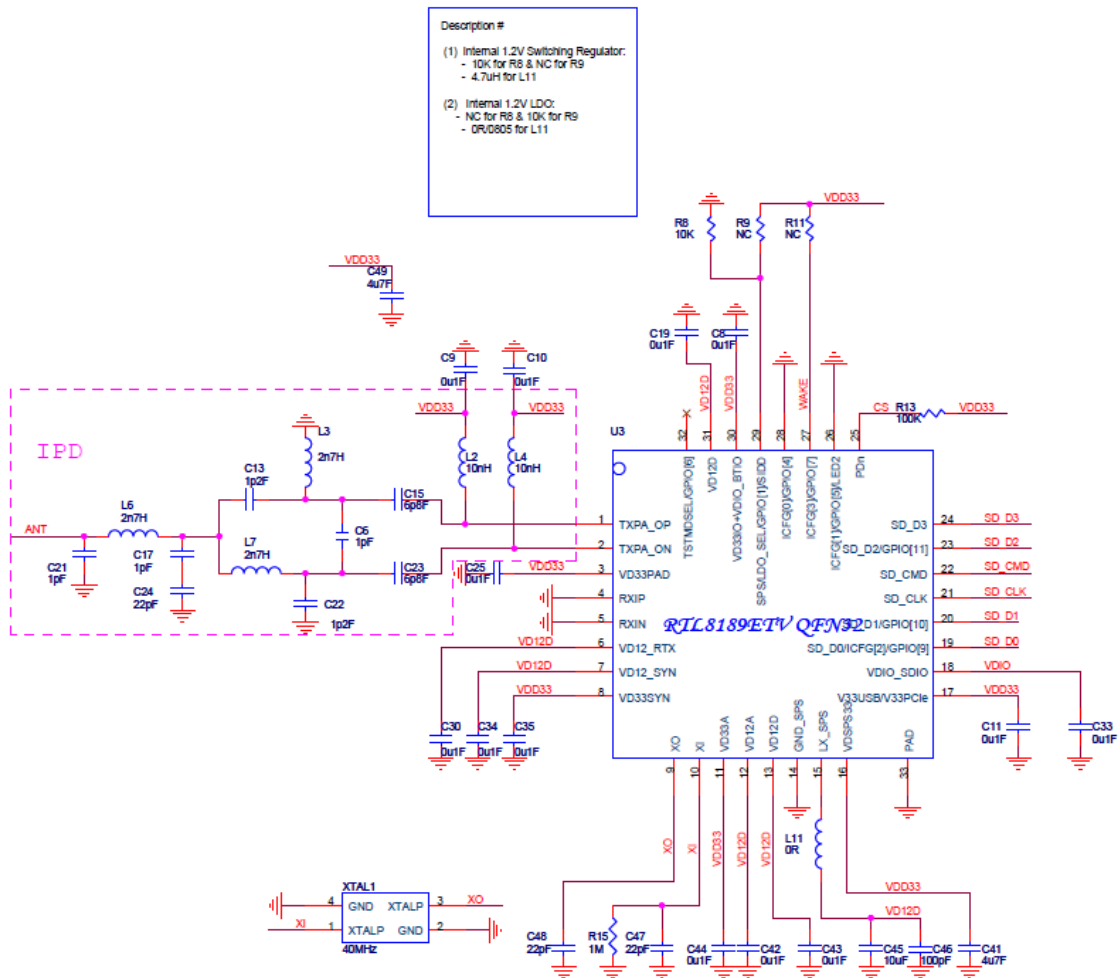 Description #
(1) Internal 1.2V Switching Regulator:
- 10K for R8 & NC for R9
- 4.7uH for L11
(2) Internal 1.2V LDO:
- NC for R8 & 10K for R9
- 0R/0805 for L11
VDD33
R8
10K
R9
NC
R11
NC
VDD33
C49
4u7F
C19
0u1F
C8
0u1F
C9
0u1F
C10
0u1F
VD12D
VDD33
WAKE
CS
R13
100K
VDD33
VDD33
VDD33
IPD
L3
2n7H
L2
10nH
L4
10nH
U3
32
31
30
29
28
27
26
25
TSTMDSEL/GPIO[6]
VD12D
VD33IO+VDIO_BTIO
SPS/LDO_SEL/GPIO[1]/SIDD
ICFG[0]/GPIO[4]
ICFG[3]/GPIO[7]
ICFG[1]/GPIO[5]/LED2
PDn
C13
1p2F
C15
6p8F
L6
2n7H
ANT
C21
1pF
C17
1pF
C24
22pF
L7
2n7H
C6
1pF
C23
6p8F
C22
1p2F
C25
0u1F
VDD33
1 TXPA_OP
2 TXPA_ON
3 VD33PAD
4 RXIP
5 RXIN
VD12D 6 VD12_RTX
VD12D 7 VD12_SYN
VDD33 8 VD33SYN
RTL8189ETV QFN32
SD_D3 24 SD_D3
SD_D2/GPIO[11] 23 SD_D2
SD_CMD 22 SD_CMD
SD_CLK 21 SD_CLK
SD_D1/GPIO[10] 20 SD_D1
SD_D0/ICFG[2]/GPIO[9] 19 SD_D0
VDIO_SDIO 18 VDIO
V33USB/V33PCIe 17 VDD33
C30
0u1F
C34
0u1F
C35
0u1F
C11
0u1F
C33
0u1F
XO
XI
VD33A
VD12A
VD12D
GND_SPS
LX_SPS
VDSPS33
PAD
9
10
11
12
13
14
15
16
33
XO
XI
VDD33
VD12D
VD12D
L11
0R
VDD33
VD12D
XTAL1
4 GND XTALP 3 XO
XI 1 XTALP GND 2
40MHz
C48
22pF
R15
1M
C47
22pF
C44
0u1F
C42
0u1F
C43
0u1F
C45
10uF
C46
100pF
C41
4u7F